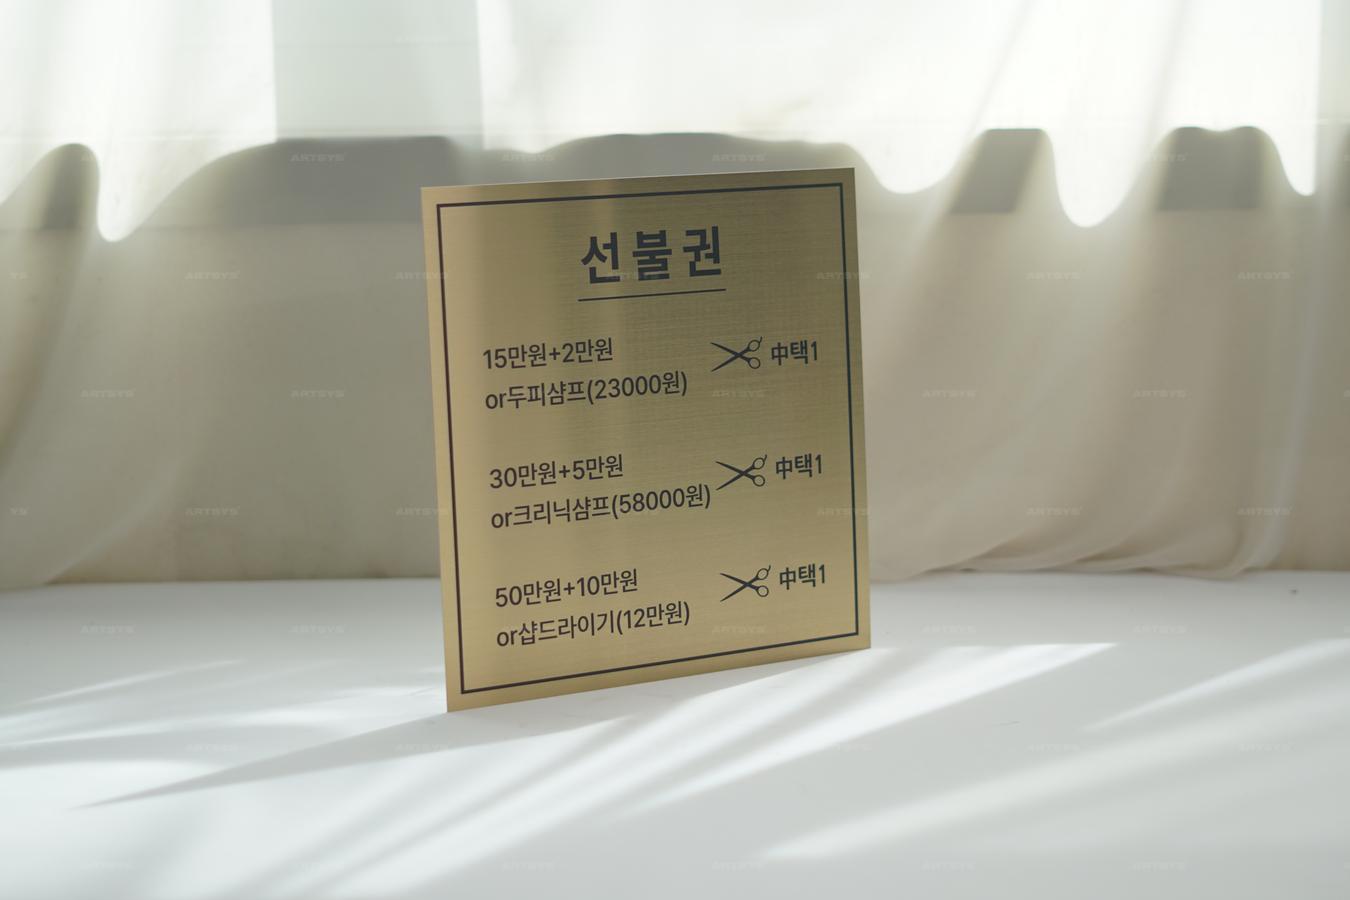 선불권
15만원+2만원
or두피샴프(23000원)
中택1
30만원+5만원
or크리닉샴프(58000원)
中택1
50만원+10만원
or샵드라이기(12만원)
中택1
ARTSYS